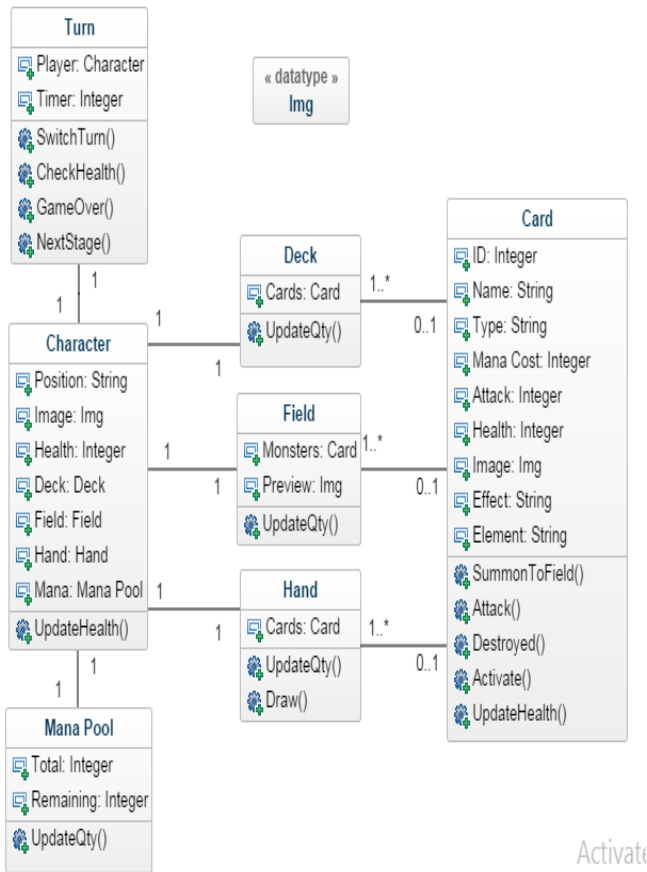 Turn
Player: Character
Timer: Integer
SwitchTurn()
CheckHealth()
GameOver()
NextStage()
« datatype »
Img
1
1
Character
Position: String
Image: Img
Health: Integer
Deck: Deck
Field: Field
Hand: Hand
Mana: Mana Pool
UpdateHealth()
1
1
Mana Pool
Total: Integer
Remaining: Integer
UpdateQty()
1
1
Deck
Cards: Card
UpdateQty()
1..*
0..1
1
1
Field
Monsters: Card
Preview: Img
UpdateQty()
1..*
0..1
1
1
Hand
Cards: Card
UpdateQty()
Draw()
1..*
0..1
Card
ID: Integer
Name: String
Type: String
Mana Cost: Integer
Attack: Integer
Health: Integer
Image: Img
Effect: String
Element: String
SummonToField()
Attack()
Destroyed()
Activate()
UpdateHealth()
Activate